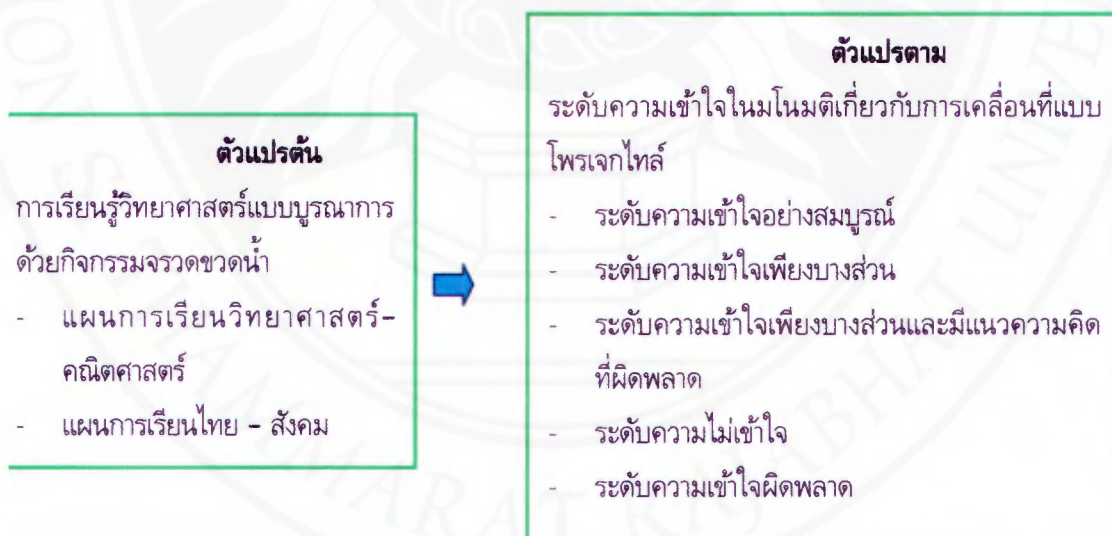 ตัวแปรต้น
การเรียนรู้วิทยาศาสตร์แบบบูรณาการ
ด้วยกิจกรรมจรวดขวดน้ำ
- แผนการเรียนวิทยาศาสตร์–
คณิตศาสตร์
- แผนการเรียนไทย – สังคม
ตัวแปรตาม
ระดับความเข้าใจในมโนมติเกี่ยวกับการเคลื่อนที่แบบ
โพรเจกไทล์
- ระดับความเข้าใจอย่างสมบูรณ์
- ระดับความเข้าใจเพียงบางส่วน
- ระดับความเข้าใจเพียงบางส่วนและมีแนวความคิด
ที่ผิดพลาด
- ระดับความไม่เข้าใจ
- ระดับความเข้าใจผิดพลาด